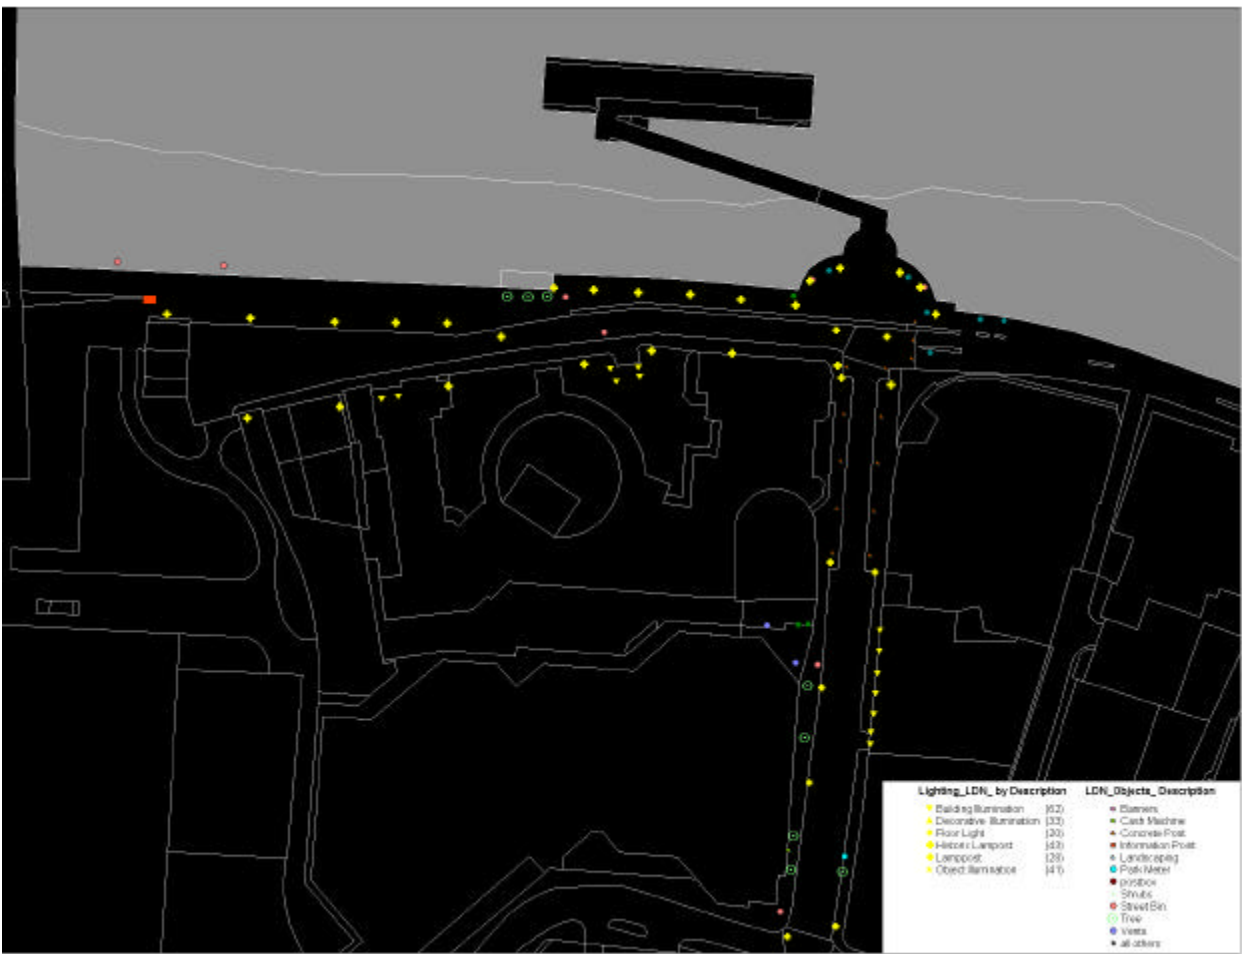 Lighting_LDN_ by Description
Building Illumination (62)
Decorative Illumination (33)
Floor Light (20)
Historic Lamppost (43)
Lamppost (28)
Object Illumination (41)
LDN_Objects_ Description
Banners
Cash Machine
Concrete Post
Information Point
Landscaping
Park Meter
postbox
Shrubs
Street Bin
Tree
Vents
all others